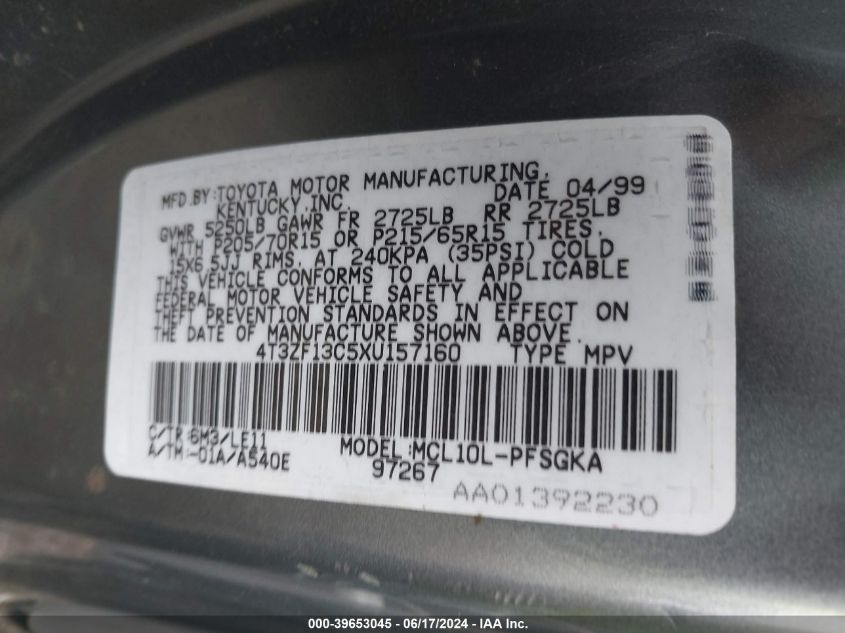 MFD.BY:TOYOTA MOTOR MANUFACTURING,
KENTUCKY,INC. DATE 04/99
GVWR 5250LB GAWR FR 2725LB RR 2725LB
WITH P205/70R15 OR P215/65R15 TIRES,
15X6.5JJ RIMS, AT 240KPA (35PSI) COLD
THIS VEHICLE CONFORMS TO ALL APPLICABLE
FEDERAL MOTOR VEHICLE SAFETY AND
THEFT PREVENTION STANDARDS IN EFFECT ON
THE DATE OF MANUFACTURE SHOWN ABOVE.
4T3ZF13C5XU157160 TYPE MPV
C/TR:6M3/LE11 MODEL:MCL10L-PFSGKA
A/TM:-01A/A540E 97267
AA01392230
000-39653045 - 06/17/2024 - IAA Inc.